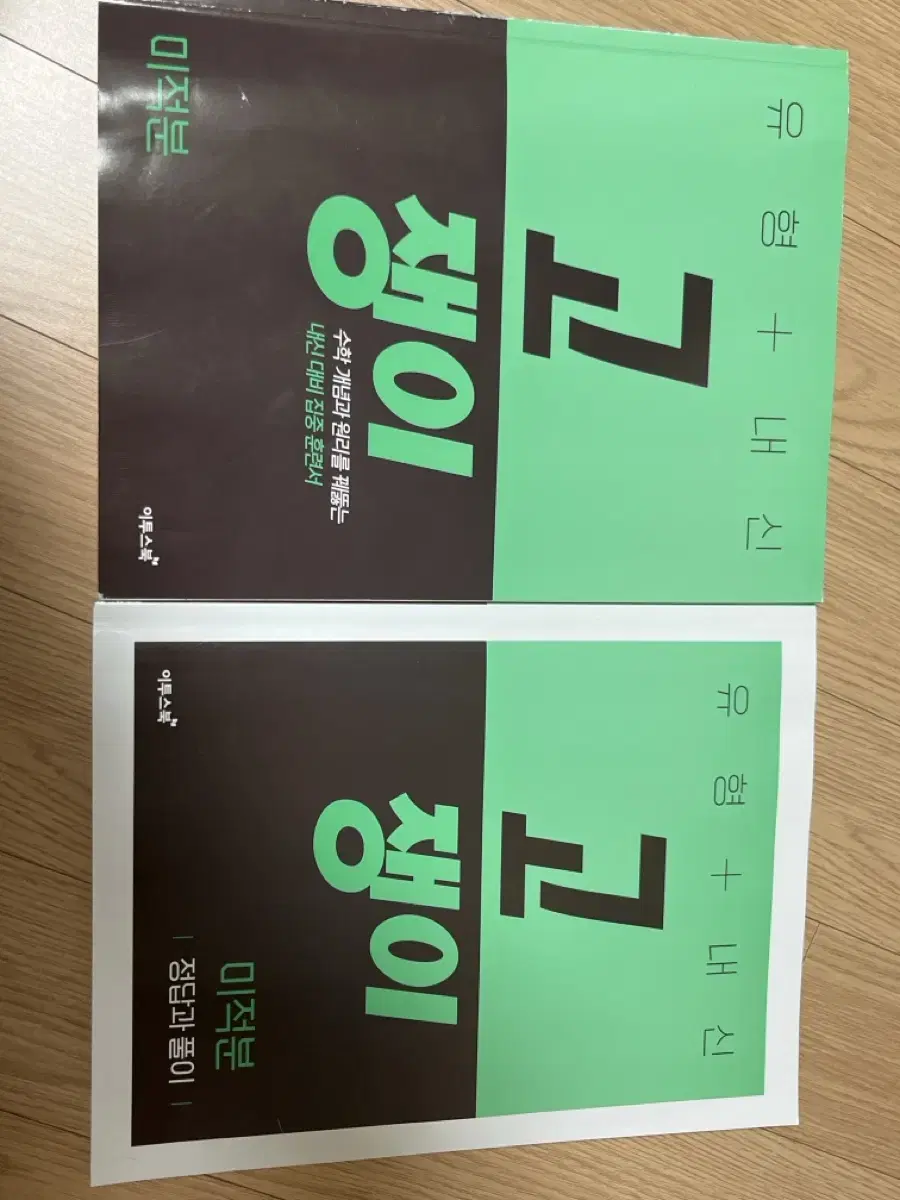 유형+내신
고
쟁이
수학 개념과 원리를 꿰뚫는
내신 대비 집중 훈련서
미적분
이투스북
유형+내신
고
쟁이
미적분
정답과 풀이
이투스북